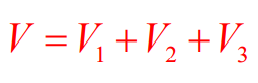 V = V₁ + V₂ + V₃